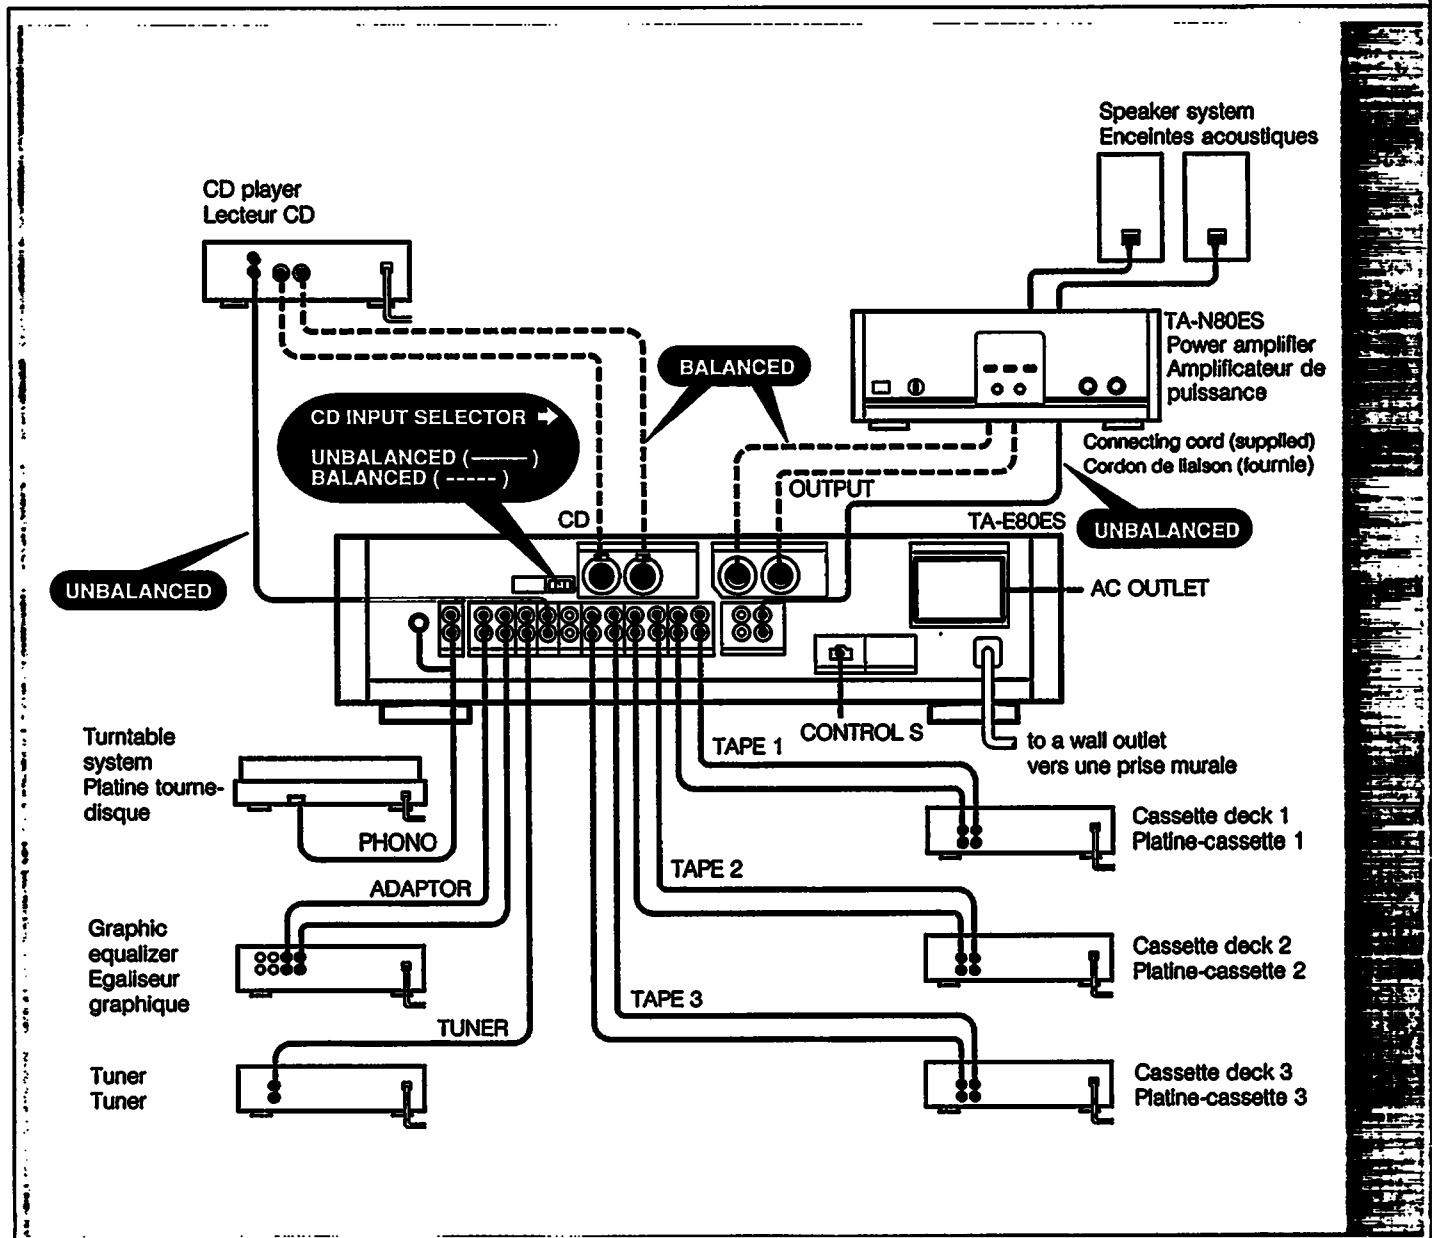 Speaker system
Enceintes acoustiques
CD player
Lecteur CD
TA-N80ES
Power amplifier
Amplificateur de
puissance
BALANCED
CD INPUT SELECTOR
UNBALANCED (———)
BALANCED (-----)
Connecting cord (supplied)
Cordon de liaison (fournie)
OUTPUT
CD
TA-E80ES
UNBALANCED
UNBALANCED
AC OUTLET
CONTROL S
TAPE 1
to a wall outlet
vers une prise murale
Turntable
system
Platine tourne-
disque
PHONO
Cassette deck 1
Platine-cassette 1
TAPE 2
ADAPTOR
Graphic
equalizer
Egaliseur
graphique
Cassette deck 2
Platine-cassette 2
TAPE 3
TUNER
Tuner
Tuner
Cassette deck 3
Platine-cassette 3